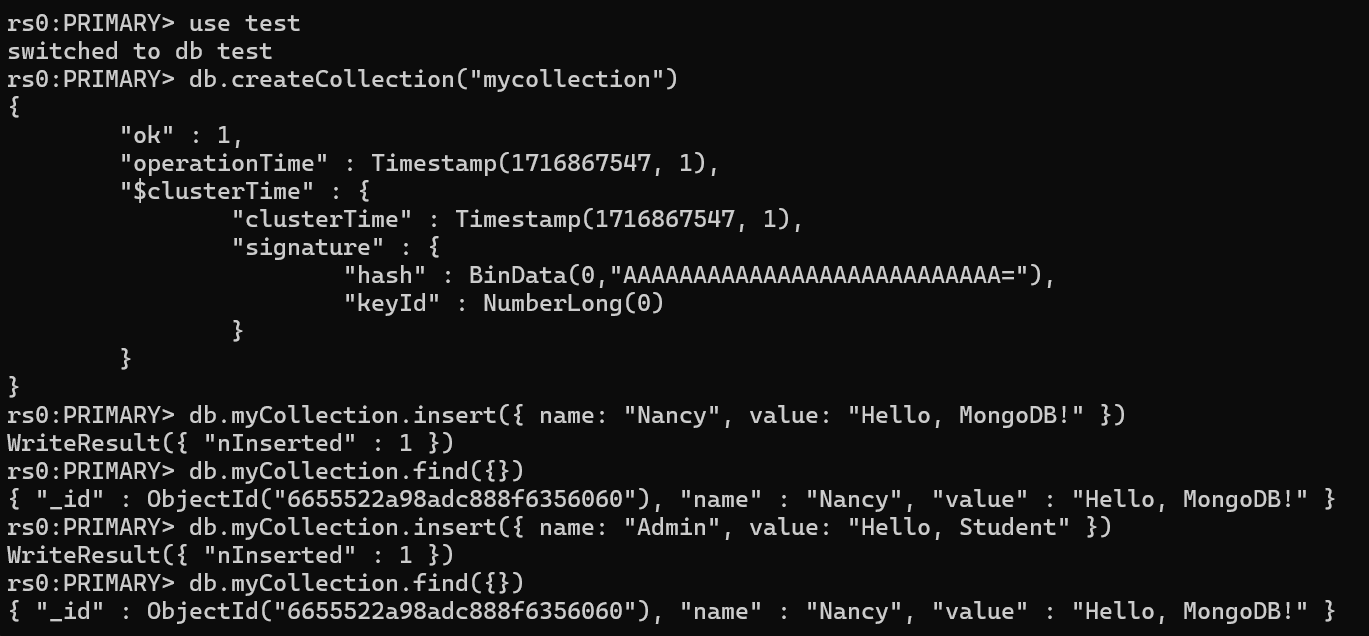 rs0:PRIMARY> use test
switched to db test
rs0:PRIMARY> db.createCollection("mycollection")
{
        "ok" : 1,
        "operationTime" : Timestamp(1716867547, 1),
        "$clusterTime" : {
                "clusterTime" : Timestamp(1716867547, 1),
                "signature" : {
                        "hash" : BinData(0,"AAAAAAAAAAAAAAAAAAAAAAAAAAA="),
                        "keyId" : NumberLong(0)
                }
        }
}
rs0:PRIMARY> db.myCollection.insert({ name: "Nancy", value: "Hello, MongoDB!" })
WriteResult({ "nInserted" : 1 })
rs0:PRIMARY> db.myCollection.find({})
{ "_id" : ObjectId("6655522a98adc888f6356060"), "name" : "Nancy", "value" : "Hello, MongoDB!" }
rs0:PRIMARY> db.myCollection.insert({ name: "Admin", value: "Hello, Student" })
WriteResult({ "nInserted" : 1 })
rs0:PRIMARY> db.myCollection.find({})
{ "_id" : ObjectId("6655522a98adc888f6356060"), "name" : "Nancy", "value" : "Hello, MongoDB!" }